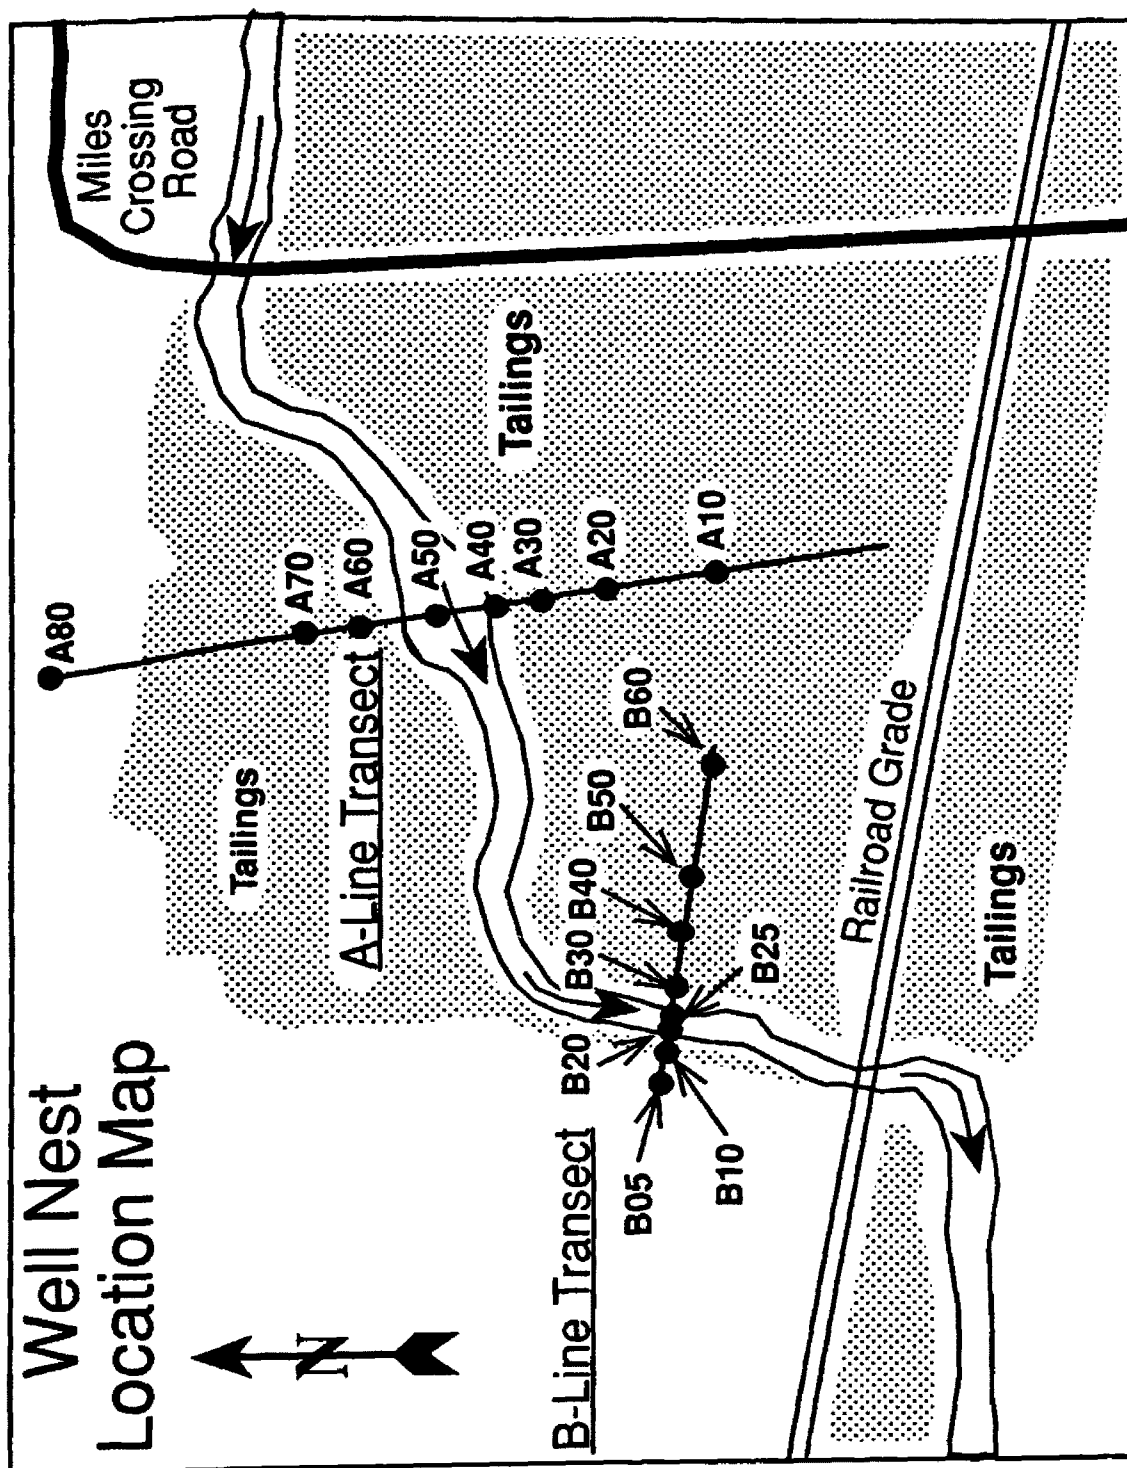 Well Nest
Location Map
N
Miles
Crossing
Road
A80
A70
A60
A50
A40
A30
A20
A10
Tailings
Tailings
A-Line Transect
B-Line Transect
B05
B10
B20
B25
B30
B40
B50
B60
Railroad Grade
Tailings